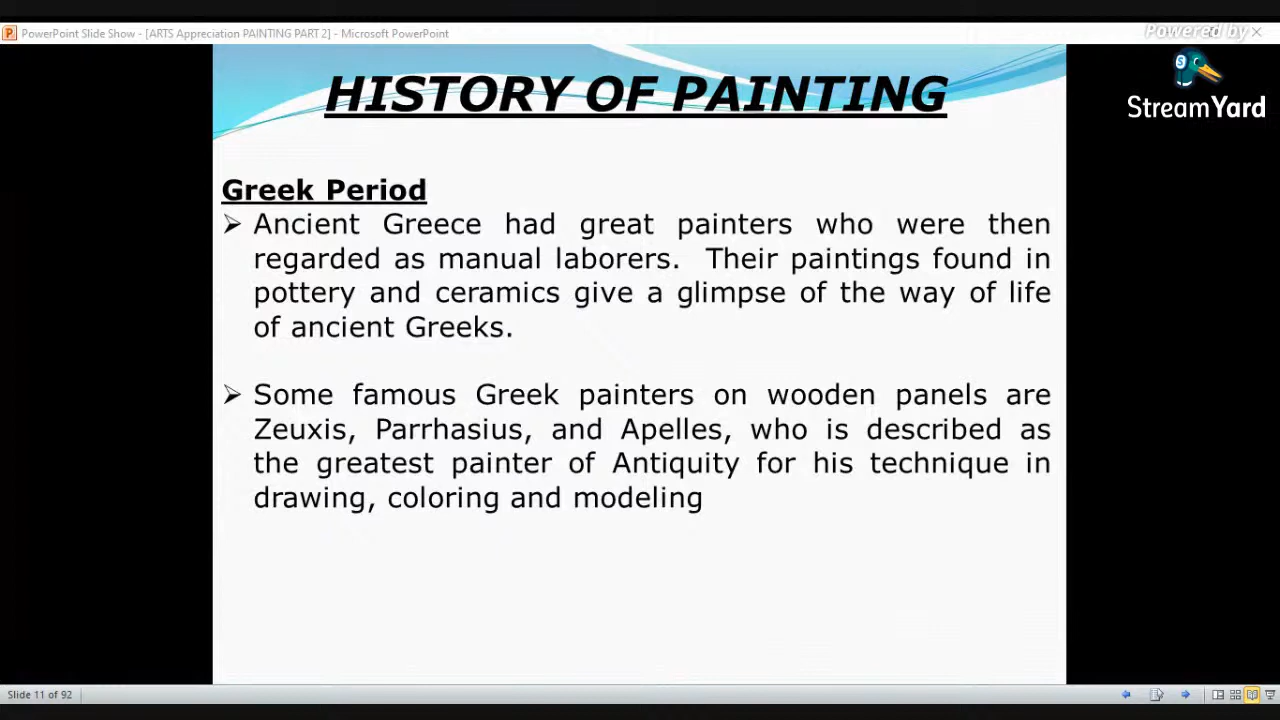 PowerPoint Slide Show - [ARTS Appreciation PAINTING PART 2] - Microsoft PowerPoint
Powered by
StreamYard
HISTORY OF PAINTING
Greek Period
➢ Ancient Greece had great painters who were then
regarded as manual laborers. Their paintings found in
pottery and ceramics give a glimpse of the way of life
of ancient Greeks.
➢ Some famous Greek painters on wooden panels are
Zeuxis, Parrhasius, and Apelles, who is described as
the greatest painter of Antiquity for his technique in
drawing, coloring and modeling
Slide 11 of 92